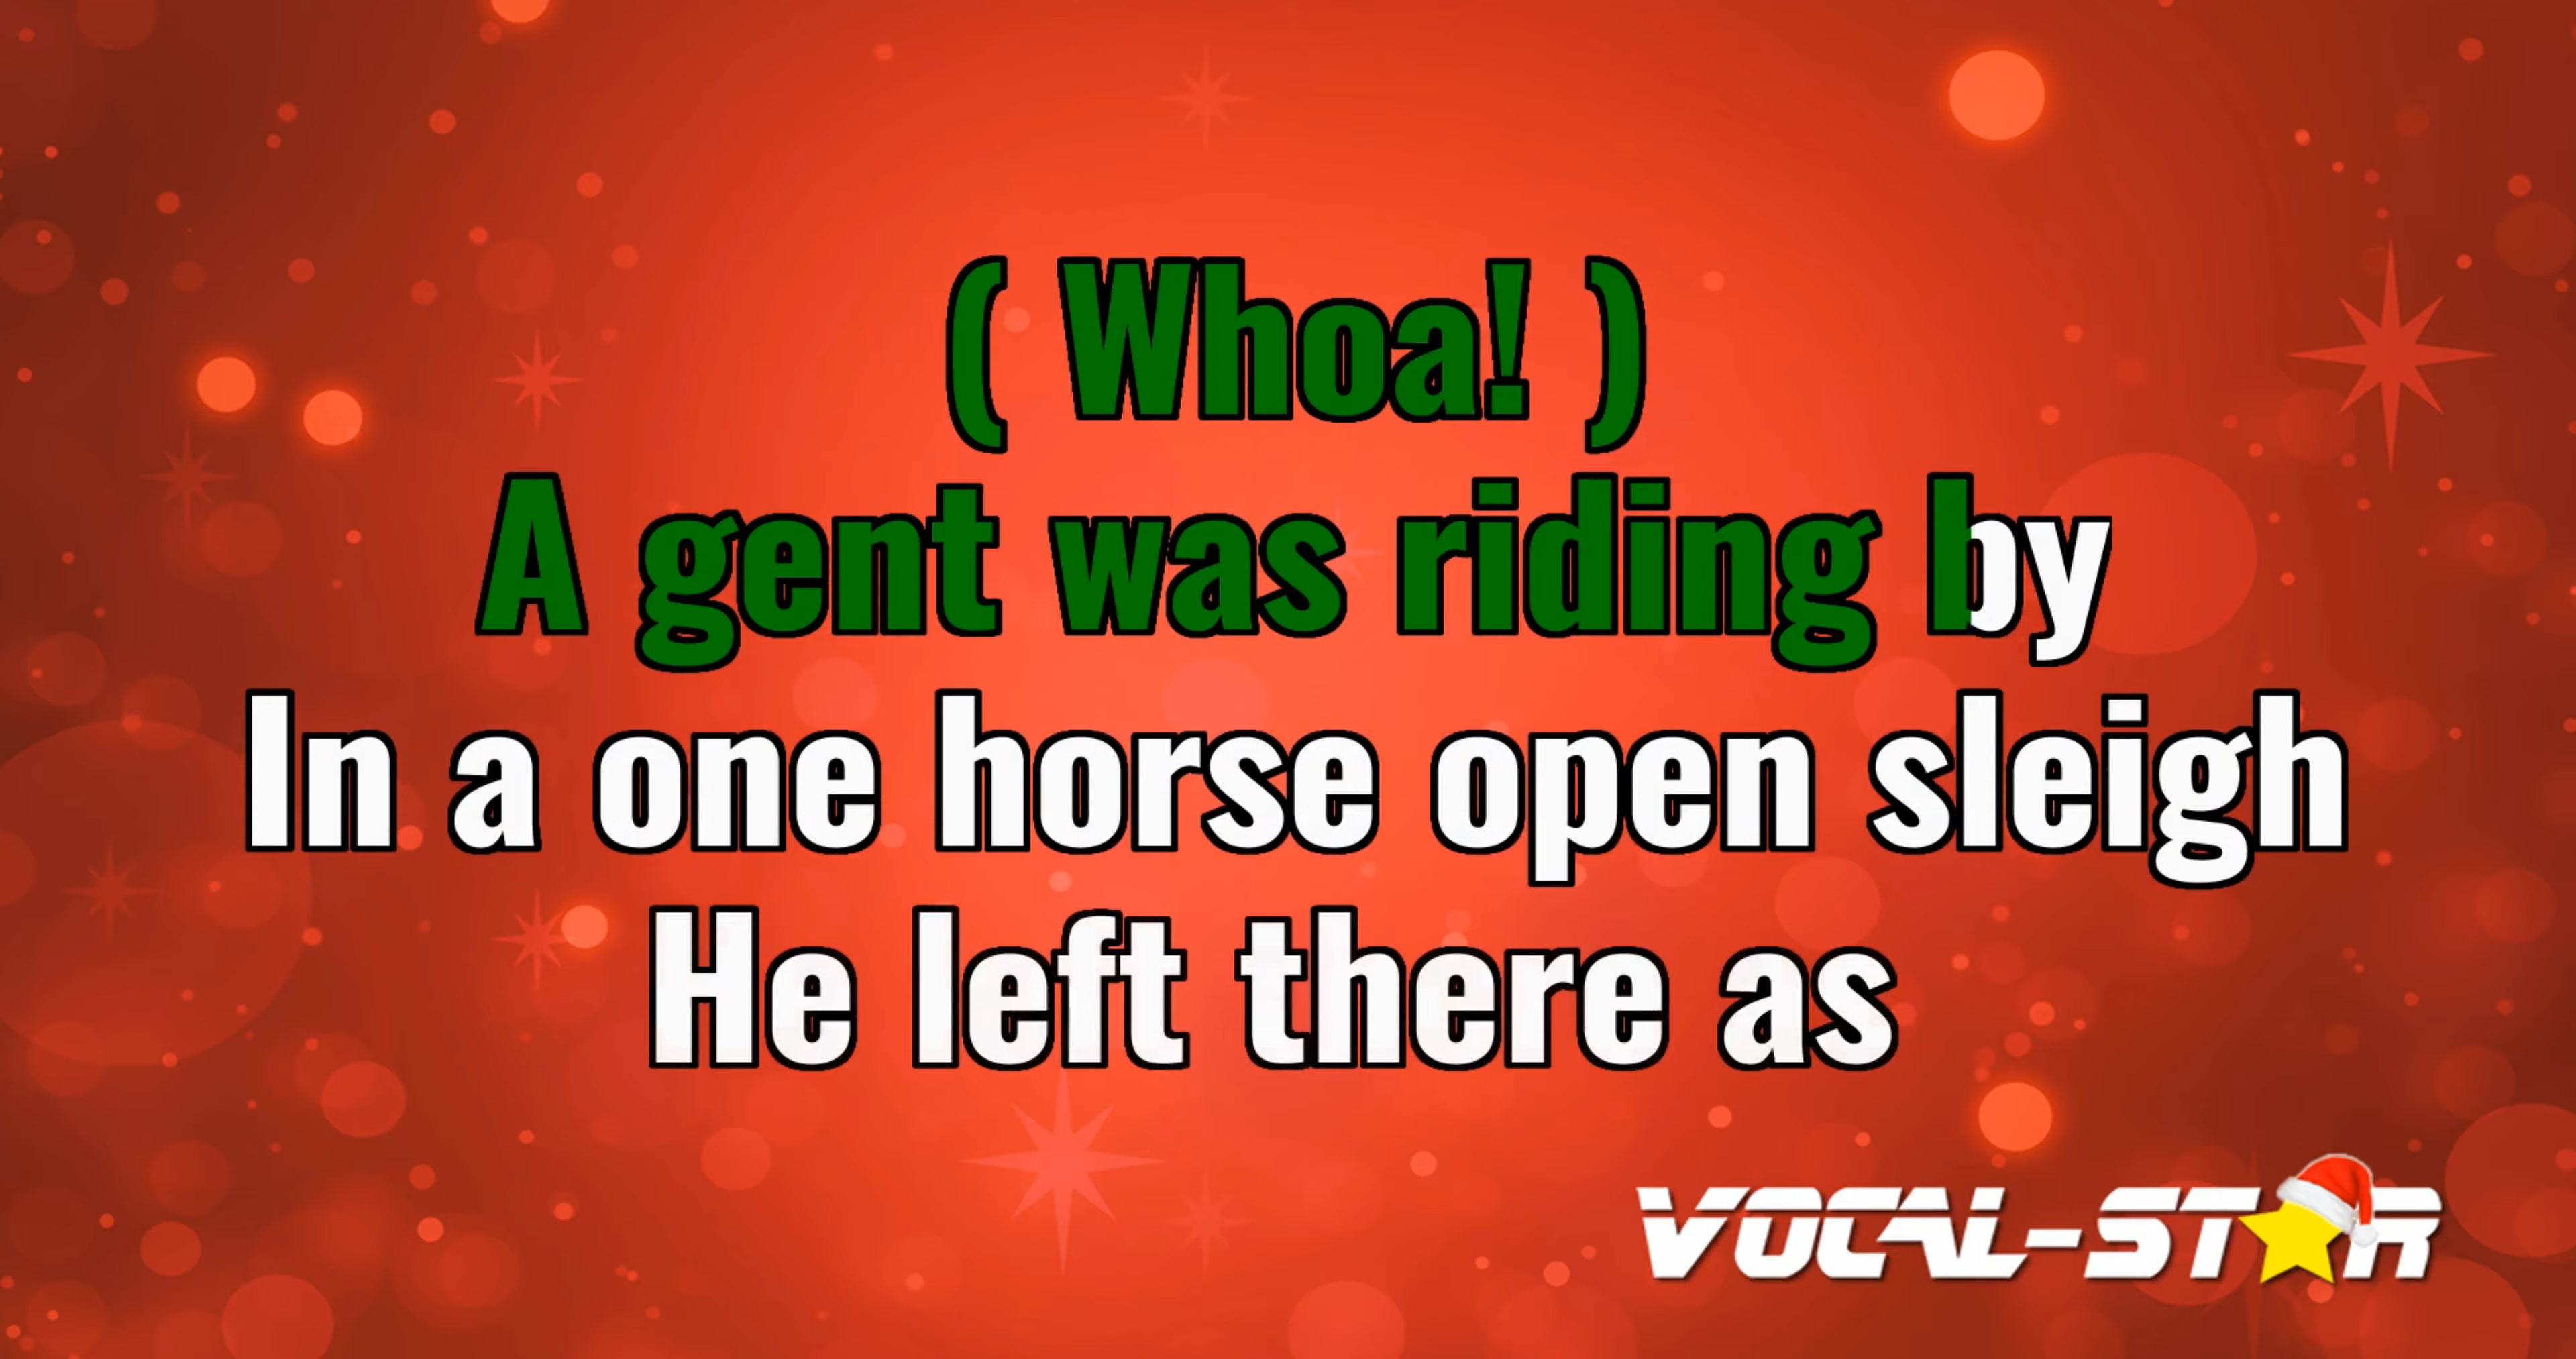 ( Whoa! )
A gent was riding by
In a one horse open sleigh
He left there as
VOCAL-STAR